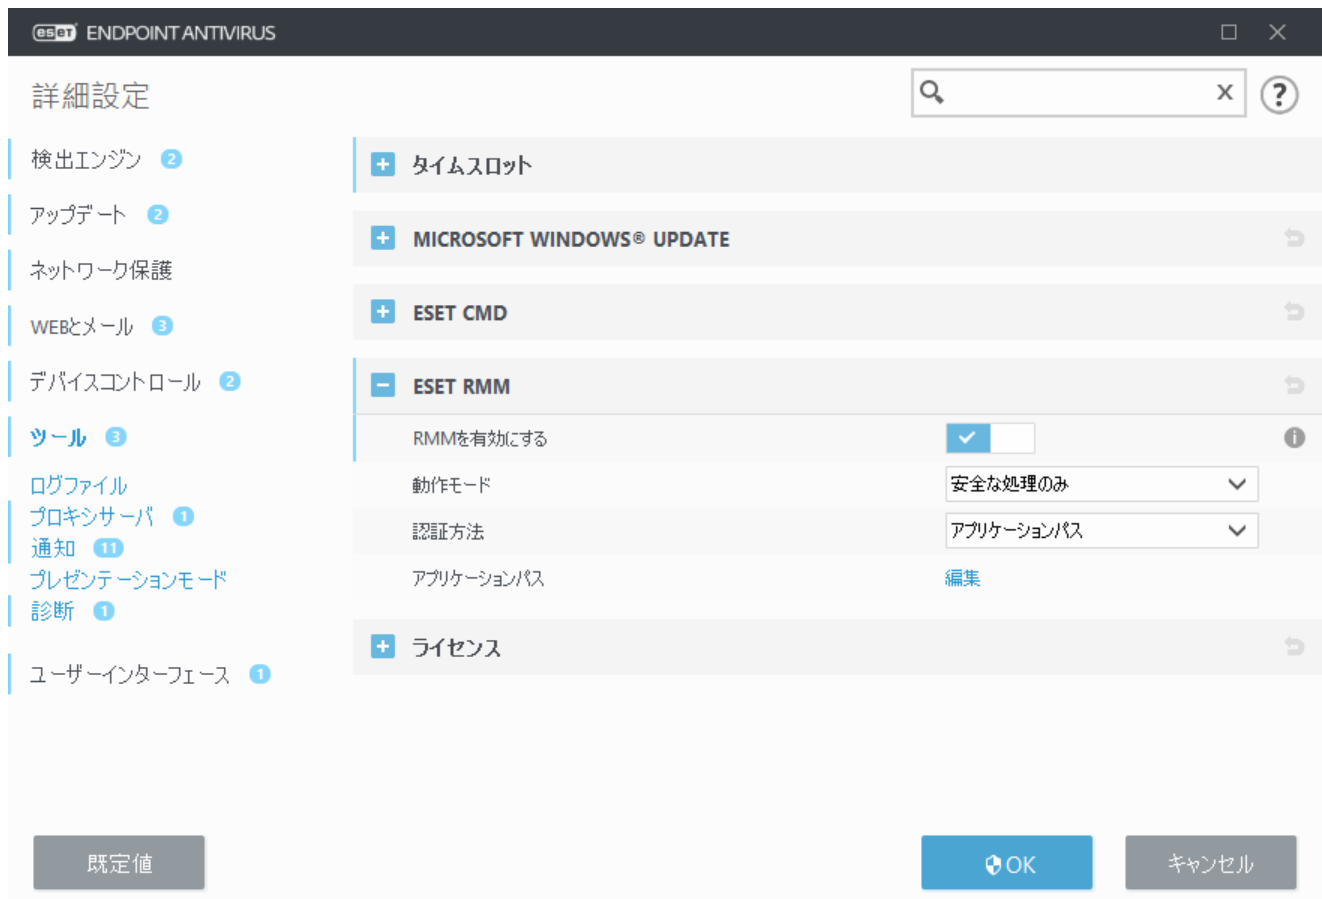 eset ENDPOINT ANTIVIRUS
詳細設定
検出エンジン 2
アップデート 2
ネットワーク保護
WEBとメール 3
デバイスコントロール 2
ツール 3
ログファイル
プロキシサーバ 1
通知 11
プレゼンテーションモード
診断 1
ユーザーインターフェース 1
タイムスロット
MICROSOFT WINDOWS® UPDATE
ESET CMD
ESET RMM
RMMを有効にする
動作モード 安全な処理のみ
認証方法 アプリケーションパス
アプリケーションパス 編集
ライセンス
既定値 OK キャンセル